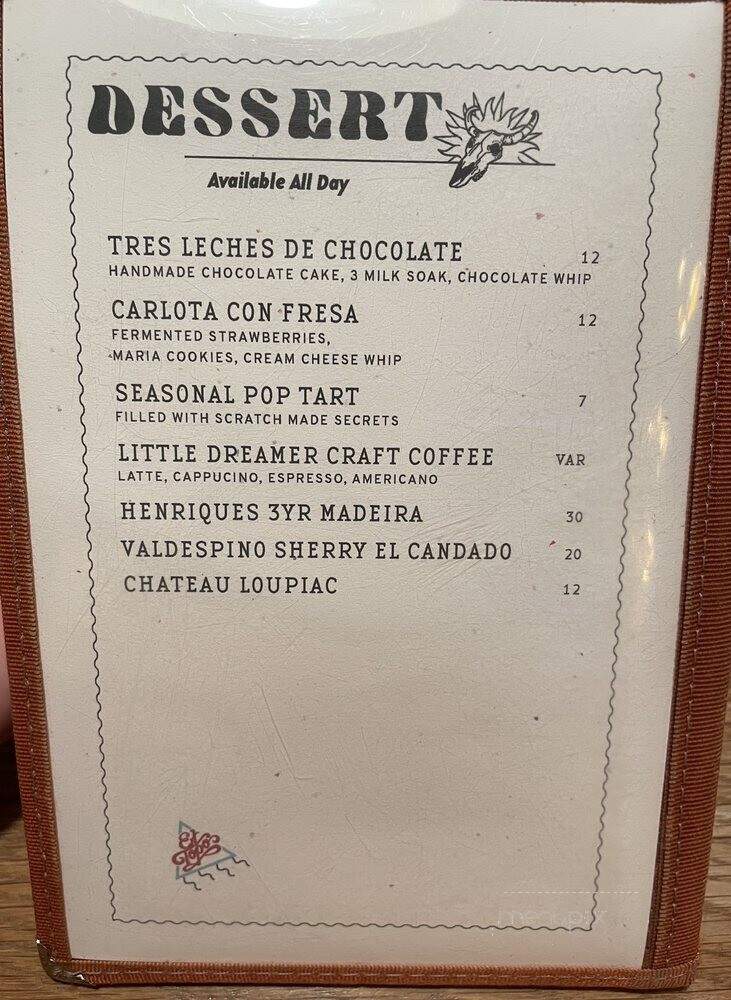 DESSERT
Available All Day
TRES LECHES DE CHOCOLATE 12
HANDMADE CHOCOLATE CAKE, 3 MILK SOAK, CHOCOLATE WHIP
CARLOTA CON FRESA 12
FERMENTED STRAWBERRIES,
MARIA COOKIES, CREAM CHEESE WHIP
SEASONAL POP TART 7
FILLED WITH SCRATCH MADE SECRETS
LITTLE DREAMER CRAFT COFFEE VAR
LATTE, CAPPUCINO, ESPRESSO, AMERICANO
HENRIQUES 3YR MADEIRA 30
VALDESPINO SHERRY EL CANDADO 20
CHATEAU LOUPIAC 12
El
Topo
menupix